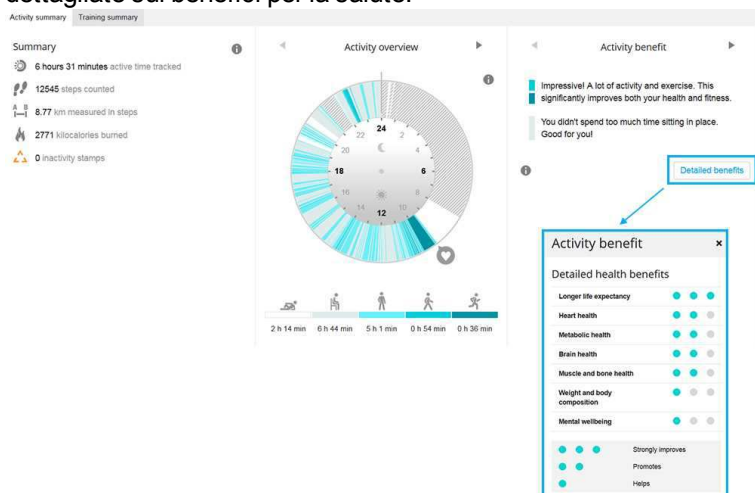 dettagliate sui benefici per la salute.
Activity summary Training summary
Summary
6 hours 31 minutes active time tracked
12545 steps counted
A B
8.77 km measured in steps
2771 kilocalories burned
0 inactivity stamps
Activity overview
24
22 2
20 4
18 6
16 8
14 10
12
2 h 14 min 6 h 44 min 5 h 1 min 0 h 54 min 0 h 36 min
Activity benefit
Impressive! A lot of activity and exercise. This
significantly improves both your health and fitness.
You didn't spend too much time sitting in place.
Good for you!
Detailed benefits
Activity benefit ×
Detailed health benefits
Longer life expectancy
Heart health
Metabolic health
Brain health
Muscle and bone health
Weight and body
composition
Mental wellbeing
Strongly improves
Promotes
Helps